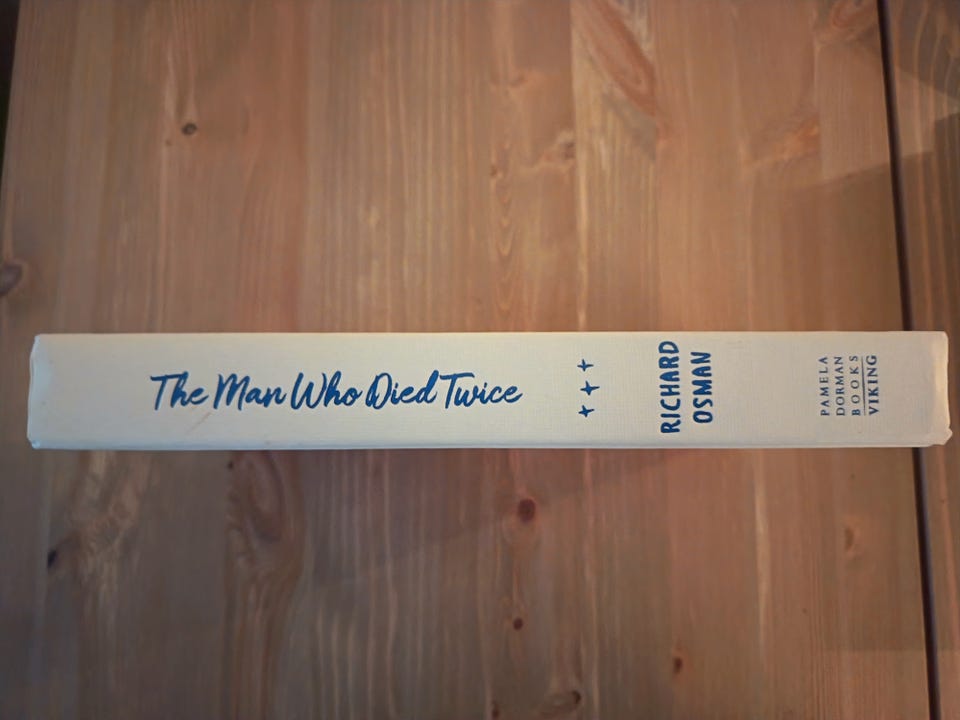 The Man Who Died Twice
+++
RICHARD
OSMAN
PAMELA
DORMAN
BOOKS
VIKING